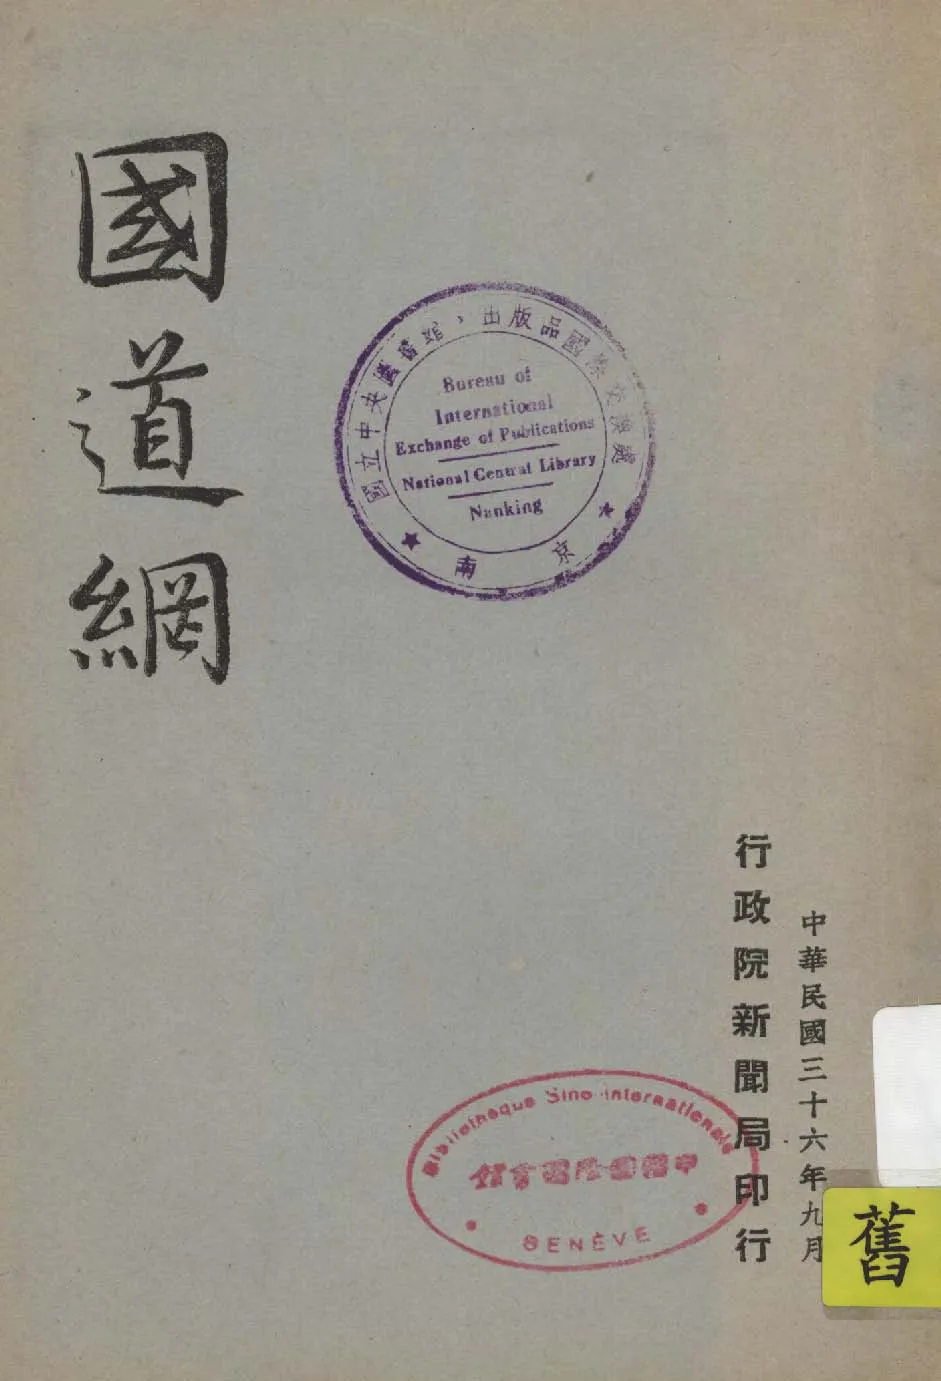 國道網
國立中央圖書館、出版品國際交換處
Bureau of
International
Exchange of Publications
National Central Library
Nanking
南京
中華民國三十六年九月
行政院新聞局印行
Bibliotheque Sino internationale
中國國際圖書館
GENÈVE
舊